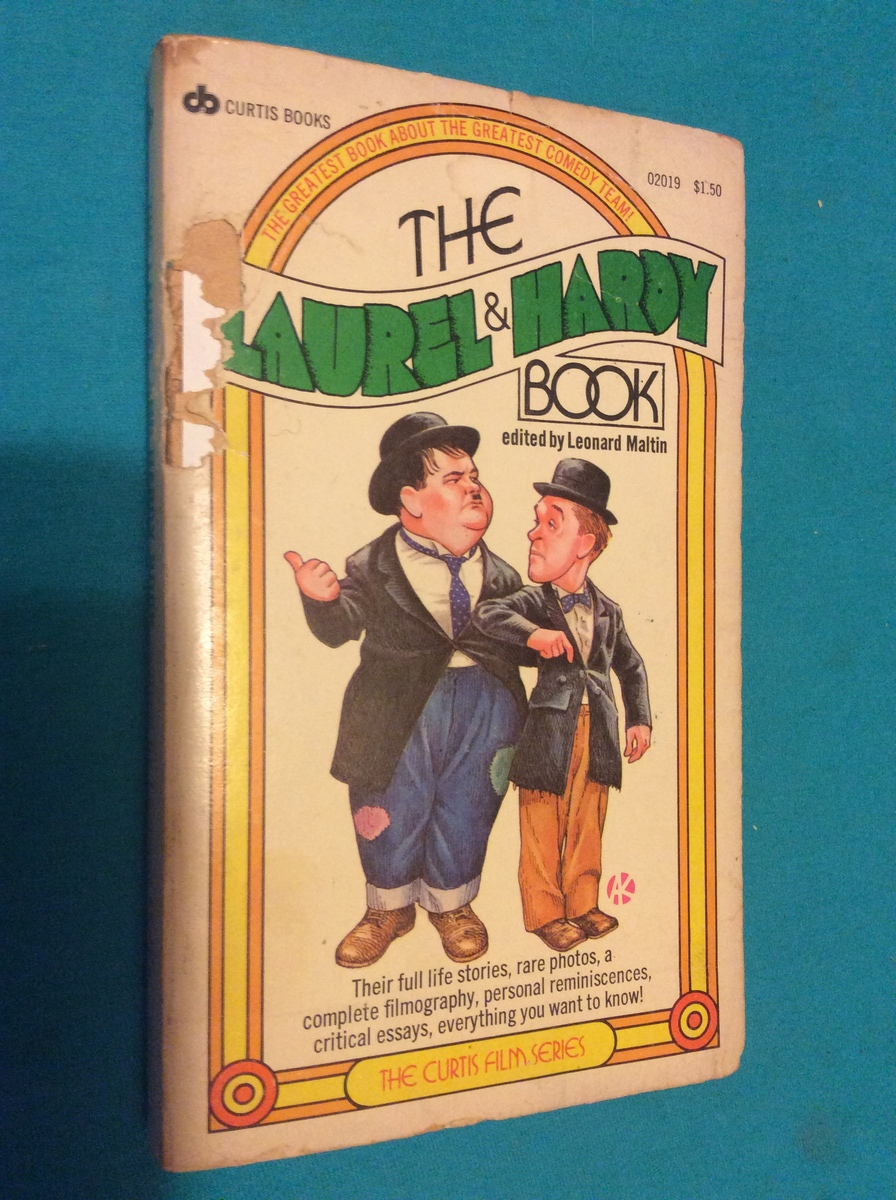 CURTIS BOOKS
THE GREATEST BOOK ABOUT THE GREATEST COMEDY TEAM!
02019 $1.50
THE
LAUREL & HARDY
BOOK
edited by Leonard Maltin
AK
Their full life stories, rare photos, a
complete filmography, personal reminiscences,
critical essays, everything you want to know!
THE CURTIS FILM SERIES